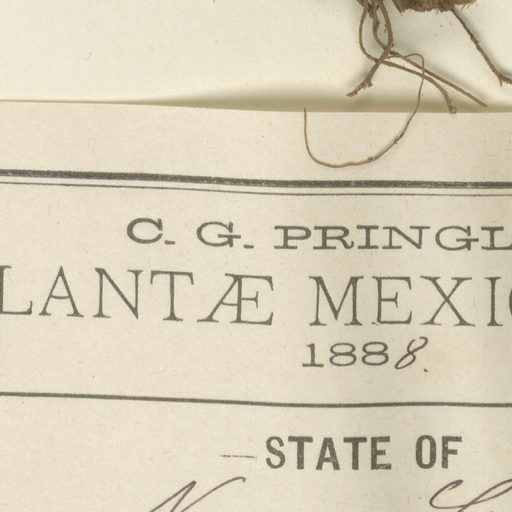 C. G. PRINGL
LANTÆ MEXIC
1888.
STATE OF